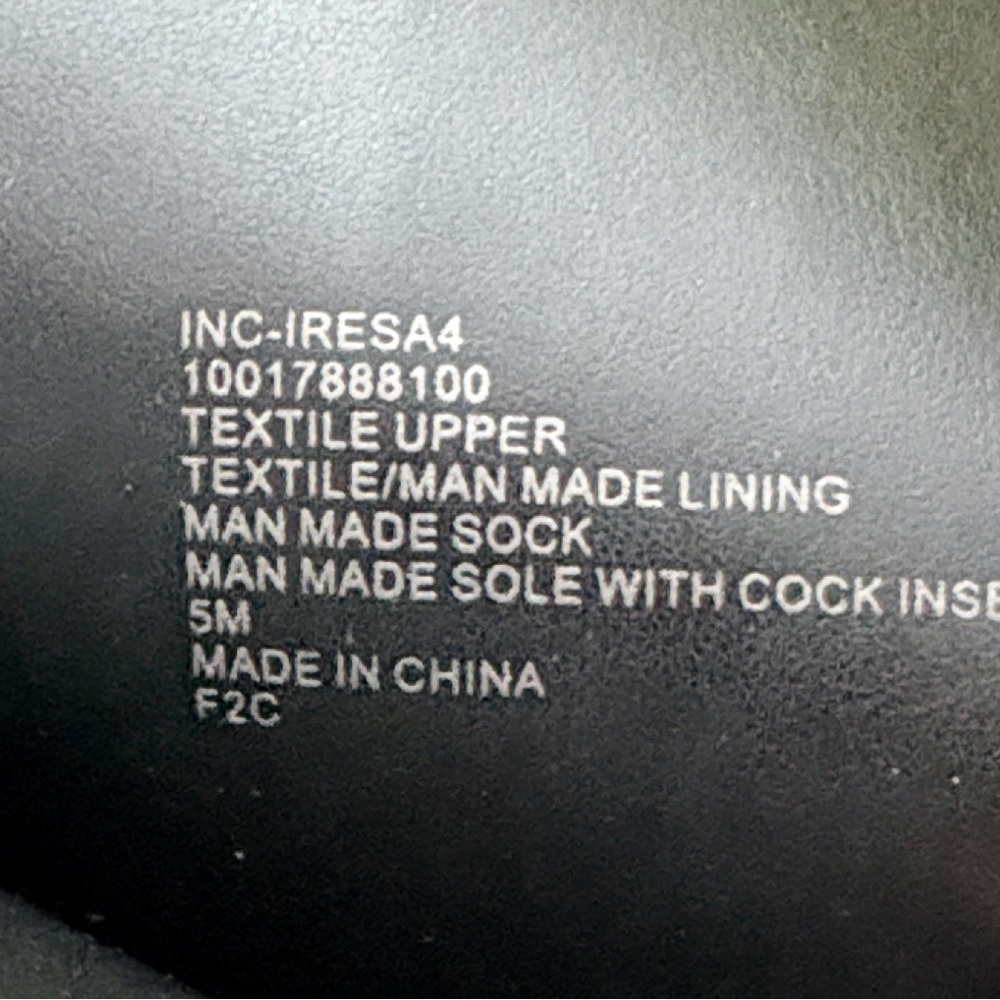 INC-IRESA4
10017888100
TEXTILE UPPER
TEXTILE/MAN MADE LINING
MAN MADE SOCK
MAN MADE SOLE WITH COCK INSE
5M
MADE IN CHINA
F2C